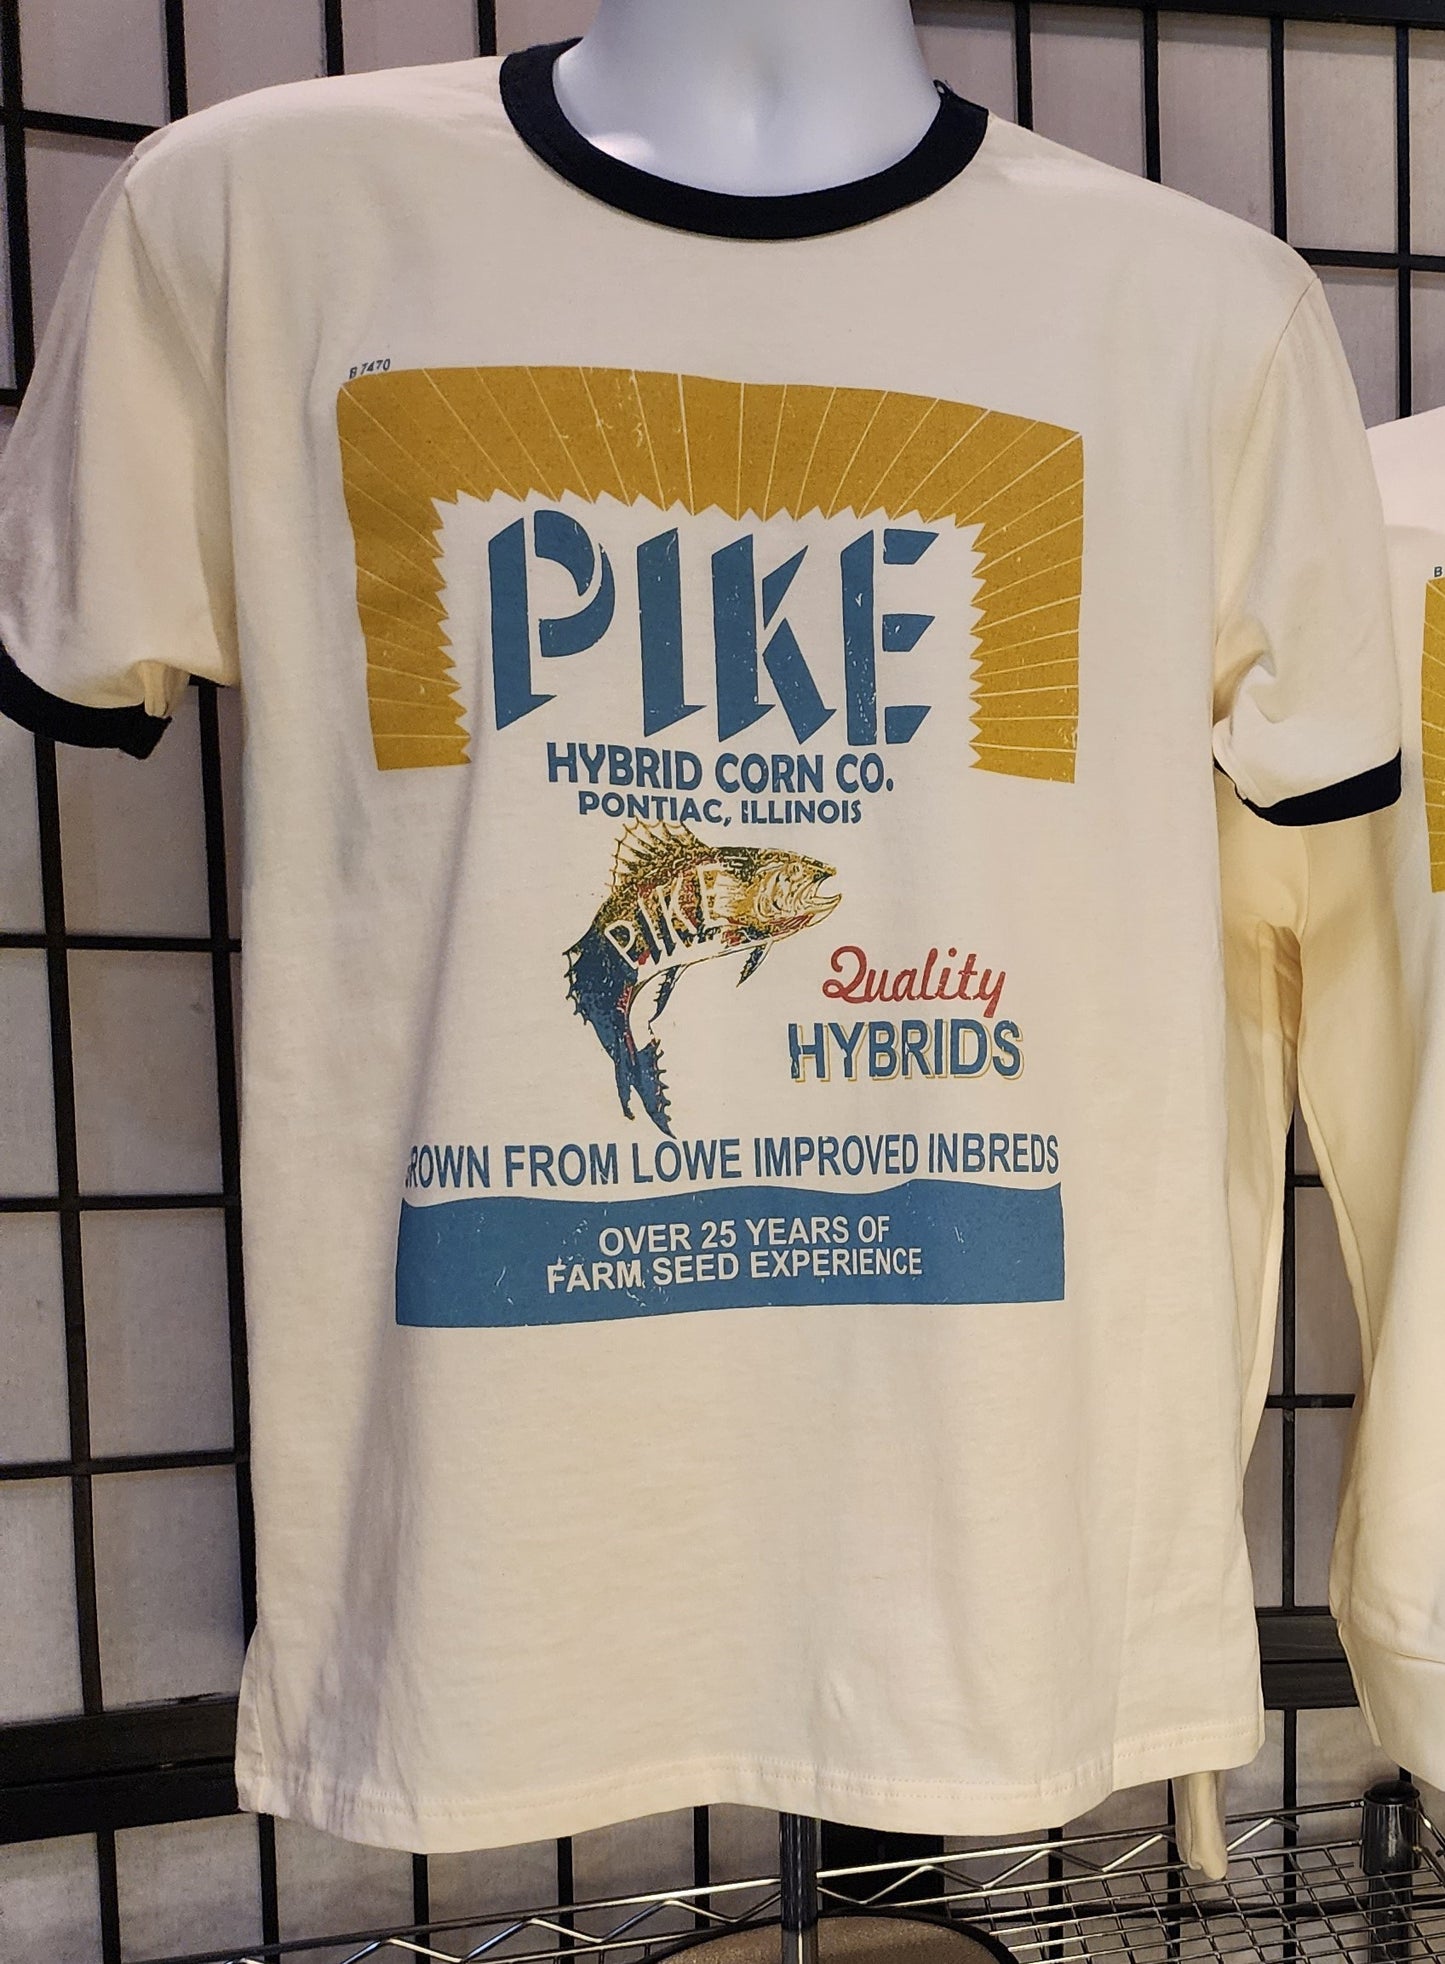 B 7470
PIKE
HYBRID CORN CO.
PONTIAC, ILLINOIS
PIKE
Quality
HYBRIDS
GROWN FROM LOWE IMPROVED INBREDS
OVER 25 YEARS OF
FARM SEED EXPERIENCE
B